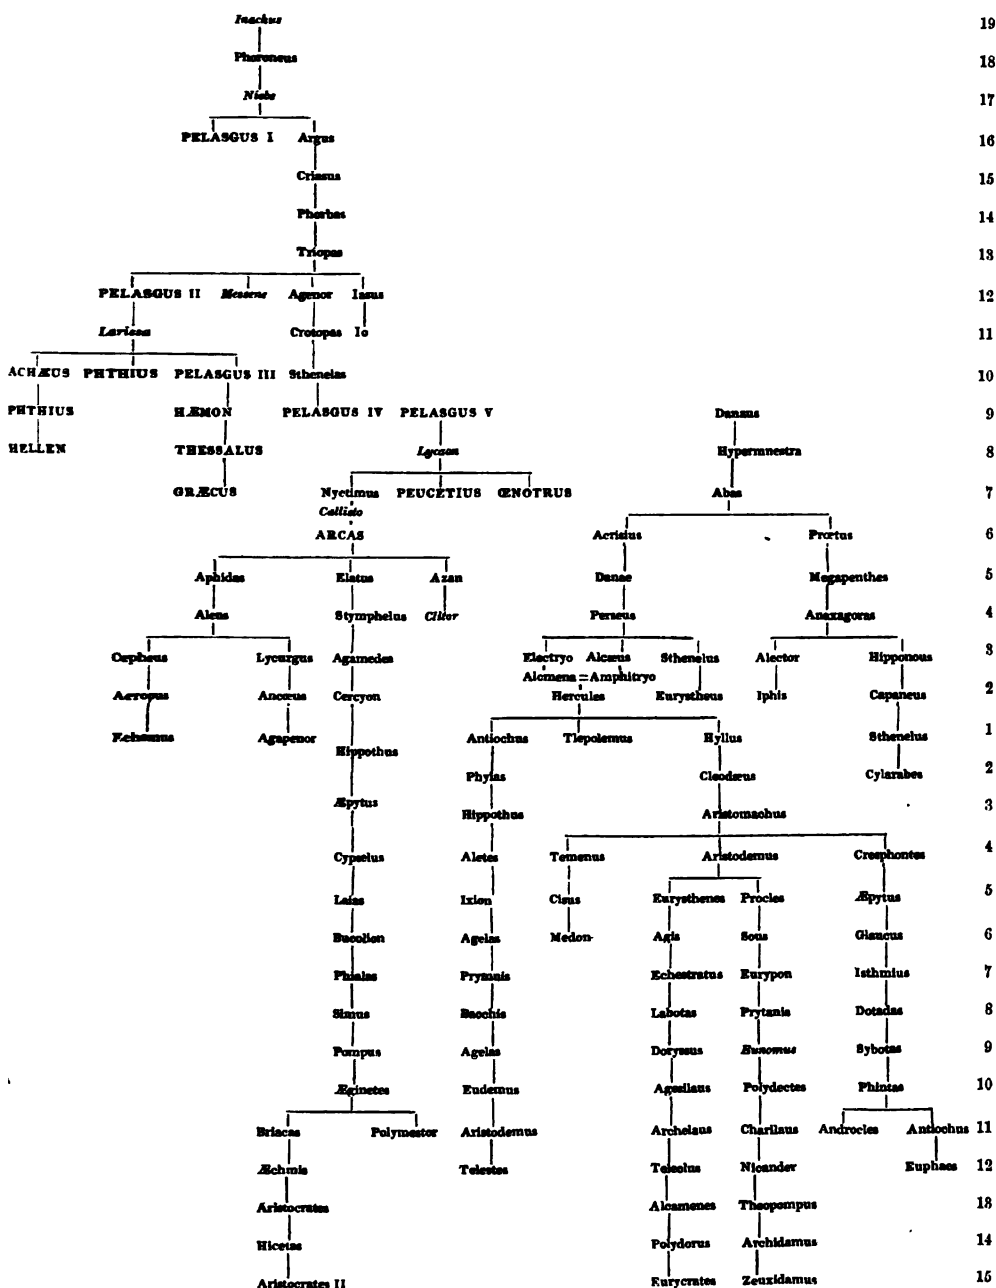 Inachus 19
Phoroneus 18
Niobe 17
PELASGUS I Argus 16
Criasus 15
Phorbas 14
Triopas 13
PELASGUS II Messene Agenor Iasus 12
Larissa Crotopas Io 11
ACHÆUS PHTHIUS PELASGUS III Sthenelas 10
PHTHIUS HÆMON PELASGUS IV PELASGUS V Danaus 9
HELLEN THESSALUS Lycaon Hypermnestra 8
GRÆCUS Nyctimus PEUCETIUS ŒNOTRUS Abas 7
Callisto
ARCAS Acrisius Prœtus 6
Aphidas Elatus Azan Danae Megapenthes 5
Aleus Stymphelus Clitor Perseus Anaxagoras 4
Cepheus Lycurgus Agamedes Electryo Alcæus Sthenelus Alector Hipponous 3
Alcmena = Amphitryo
Aeropus Ancæus Cercyon Hercules Eurystheus Iphis Capaneus 2
Echemus Agapenor Hippothus Antiochus Tlepolemus Hyllus Sthenelus 1
Phylas Cleodæus Cylarabes 2
Æpytus Hippothus Aristomachus 3
Cypselus Aletes Temenus Aristodemus Cresphontes 4
Laias Ixion Cisus Eurysthenes Procles Æpytus 5
Bucolion Agelas Medon Agis Sous Glaucus 6
Phialas Prymnis Echestratus Eurypon Isthmius 7
Simus Bacchis Labotas Prytanis Dotadas 8
Pompus Agelas Doryssus Eunomus Sybotas 9
Æginetes Eudemus Agesilaus Polydectes Phintas 10
Briacas Polymestor Aristodemus Archelaus Charilaus Androcles Antiochus 11
Æchmis Telestes Teleclus Nicander Euphaes 12
Aristocrates Alcamenes Theopompus 13
Hicetas Polydorus Archidamus 14
Aristocrates II Eurycrates Zeuxidamus 15